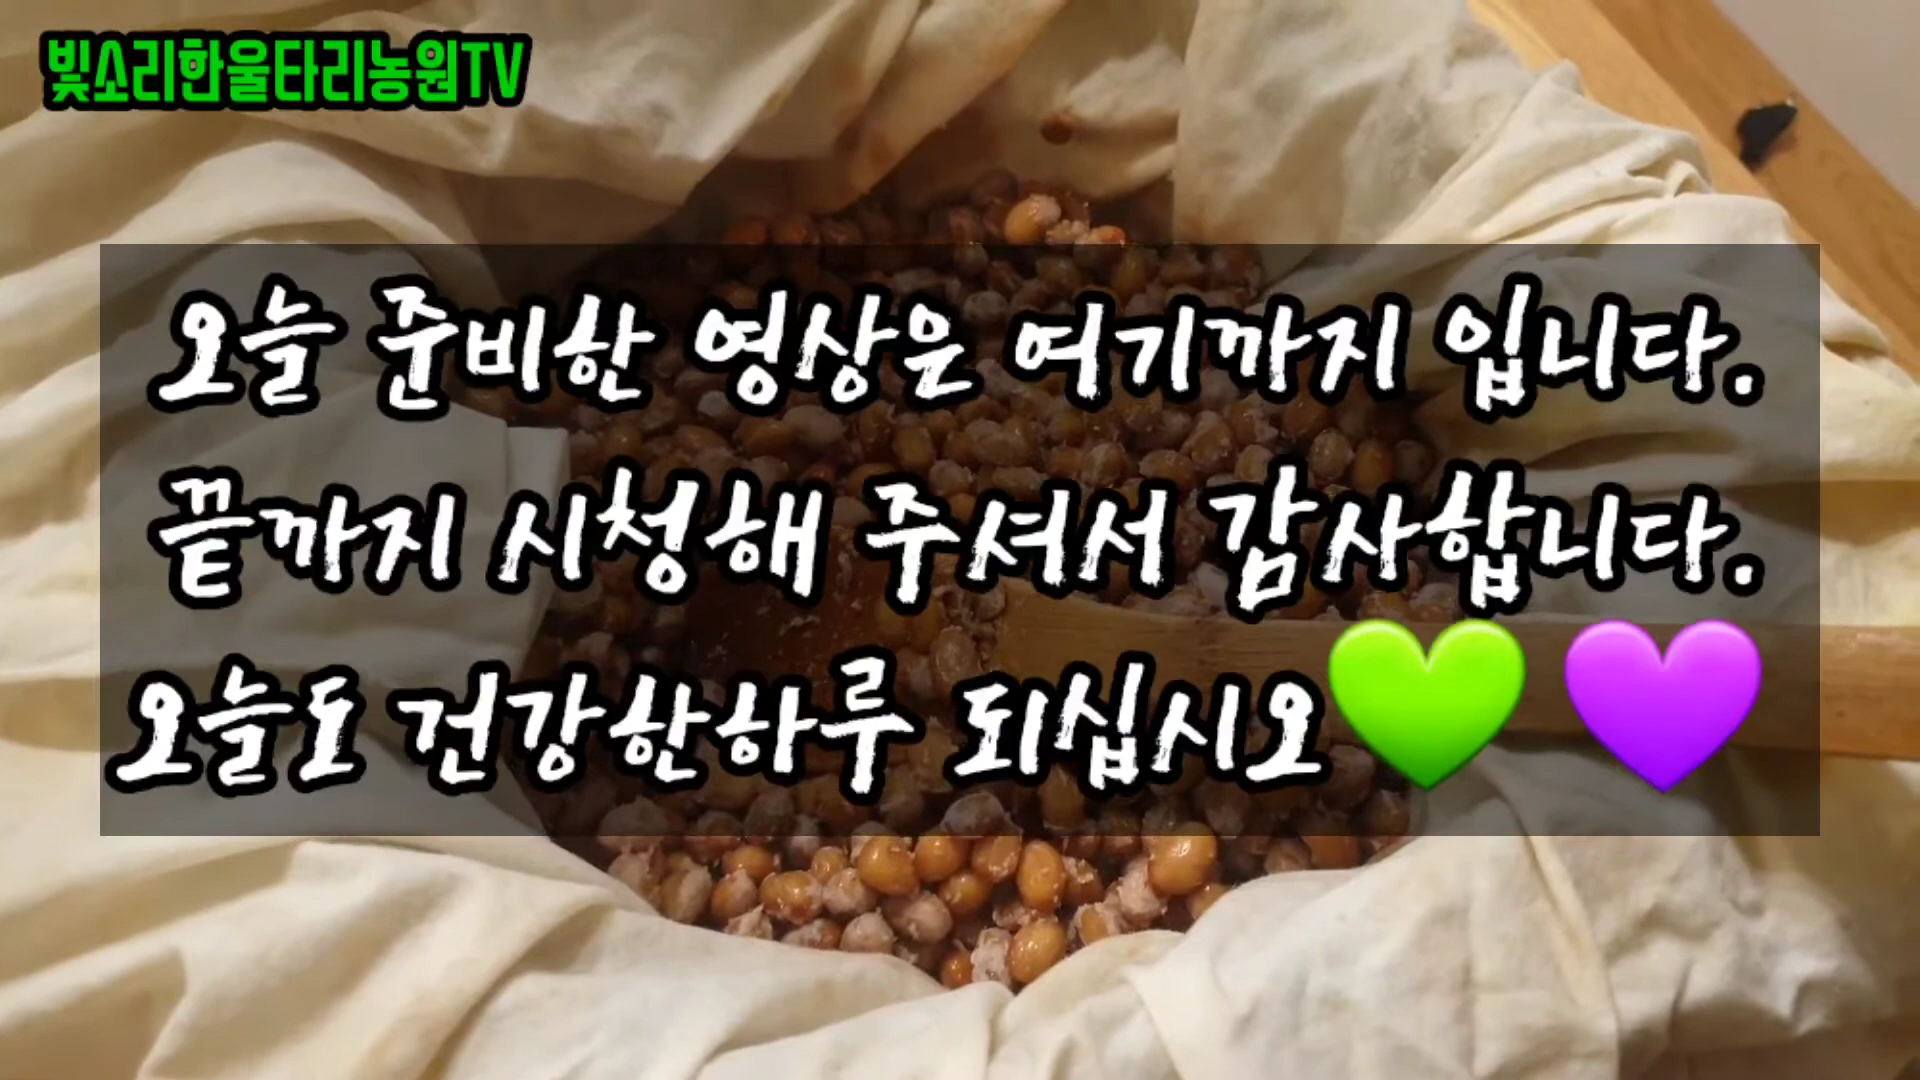 빛소리한울타리농원TV
오늘 준비한 영상은 여기까지 입니다.
끝까지 시청해 주셔서 감사합니다.
오늘도 건강한하루 되십시오💚 💜